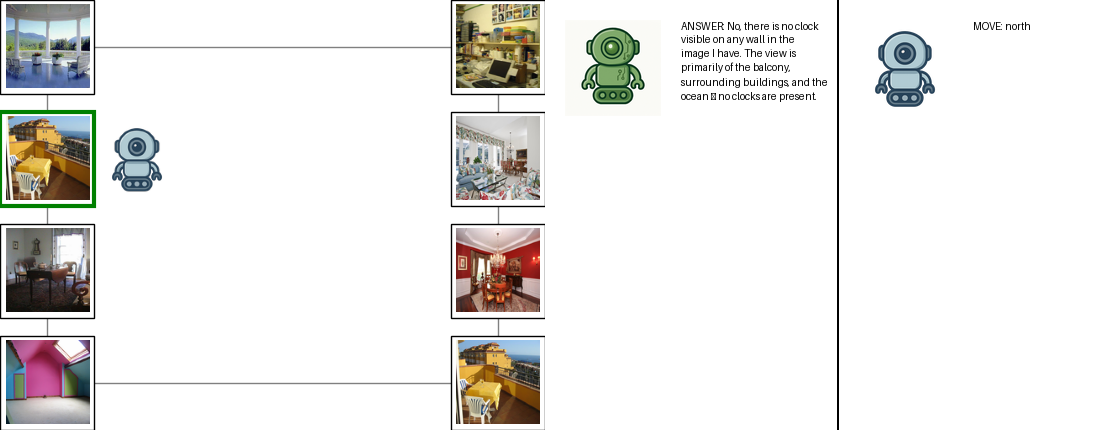 ANSWER: No, there is no clock
visible on any wall in the
image I have. The view is
primarily of the balcony,
surrounding buildings, and the
ocean � no clocks are present.
MOVE: north